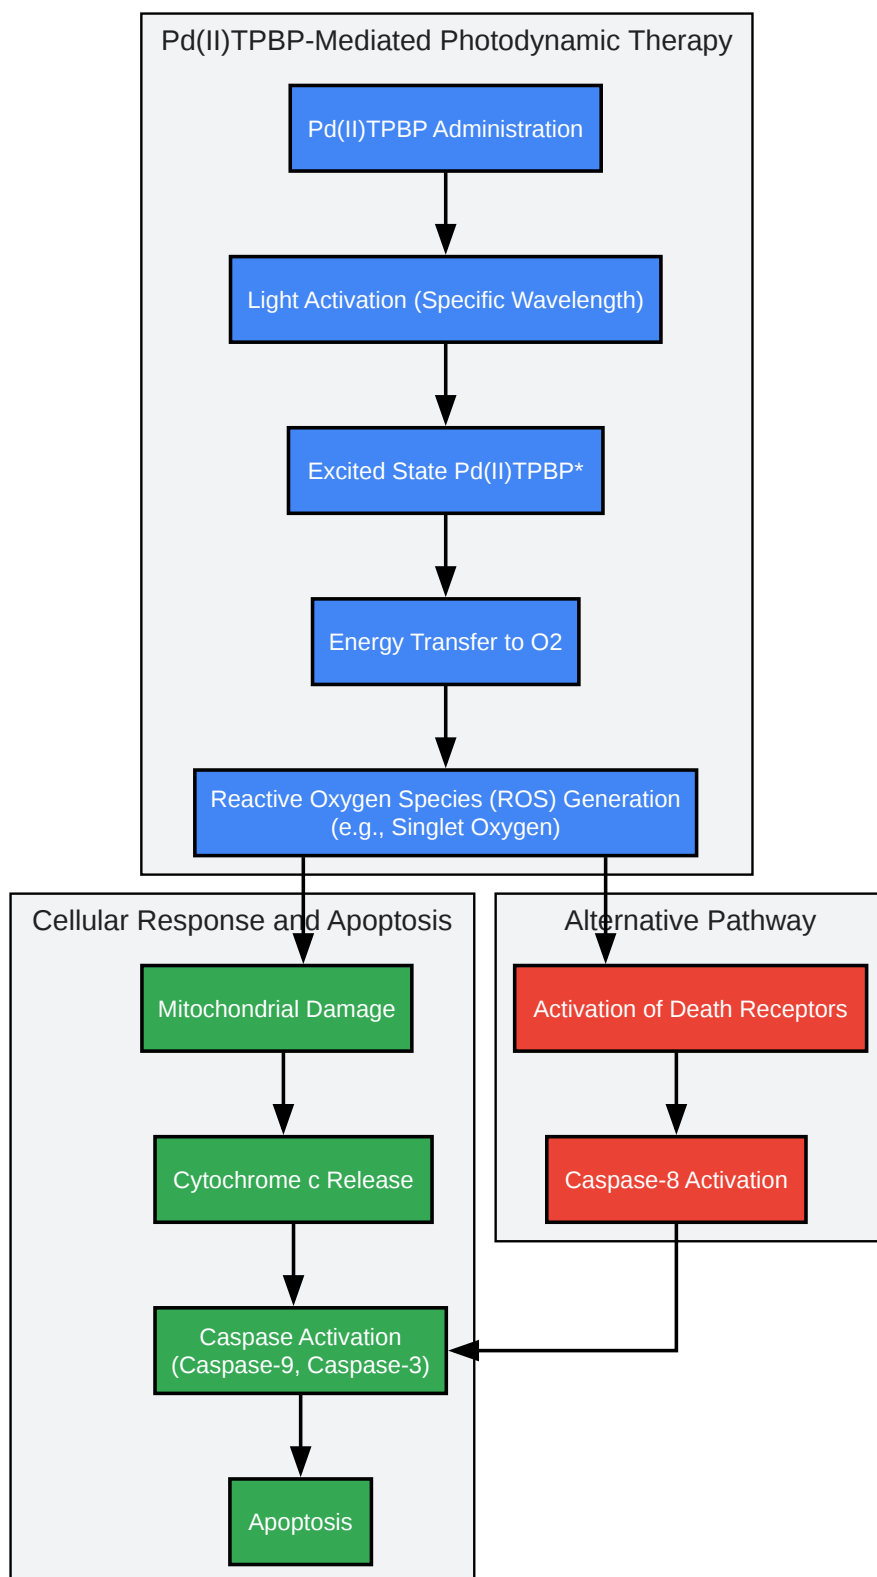 Pd(II)TPBP-Mediated Photodynamic Therapy
Pd(II)TPBP Administration
Light Activation (Specific Wavelength)
Excited State Pd(II)TPBP*
Energy Transfer to O2
Reactive Oxygen Species (ROS) Generation
(e.g., Singlet Oxygen)
Cellular Response and Apoptosis
Mitochondrial Damage
Cytochrome c Release
Caspase Activation
(Caspase-9, Caspase-3)
Apoptosis
Alternative Pathway
Activation of Death Receptors
Caspase-8 Activation